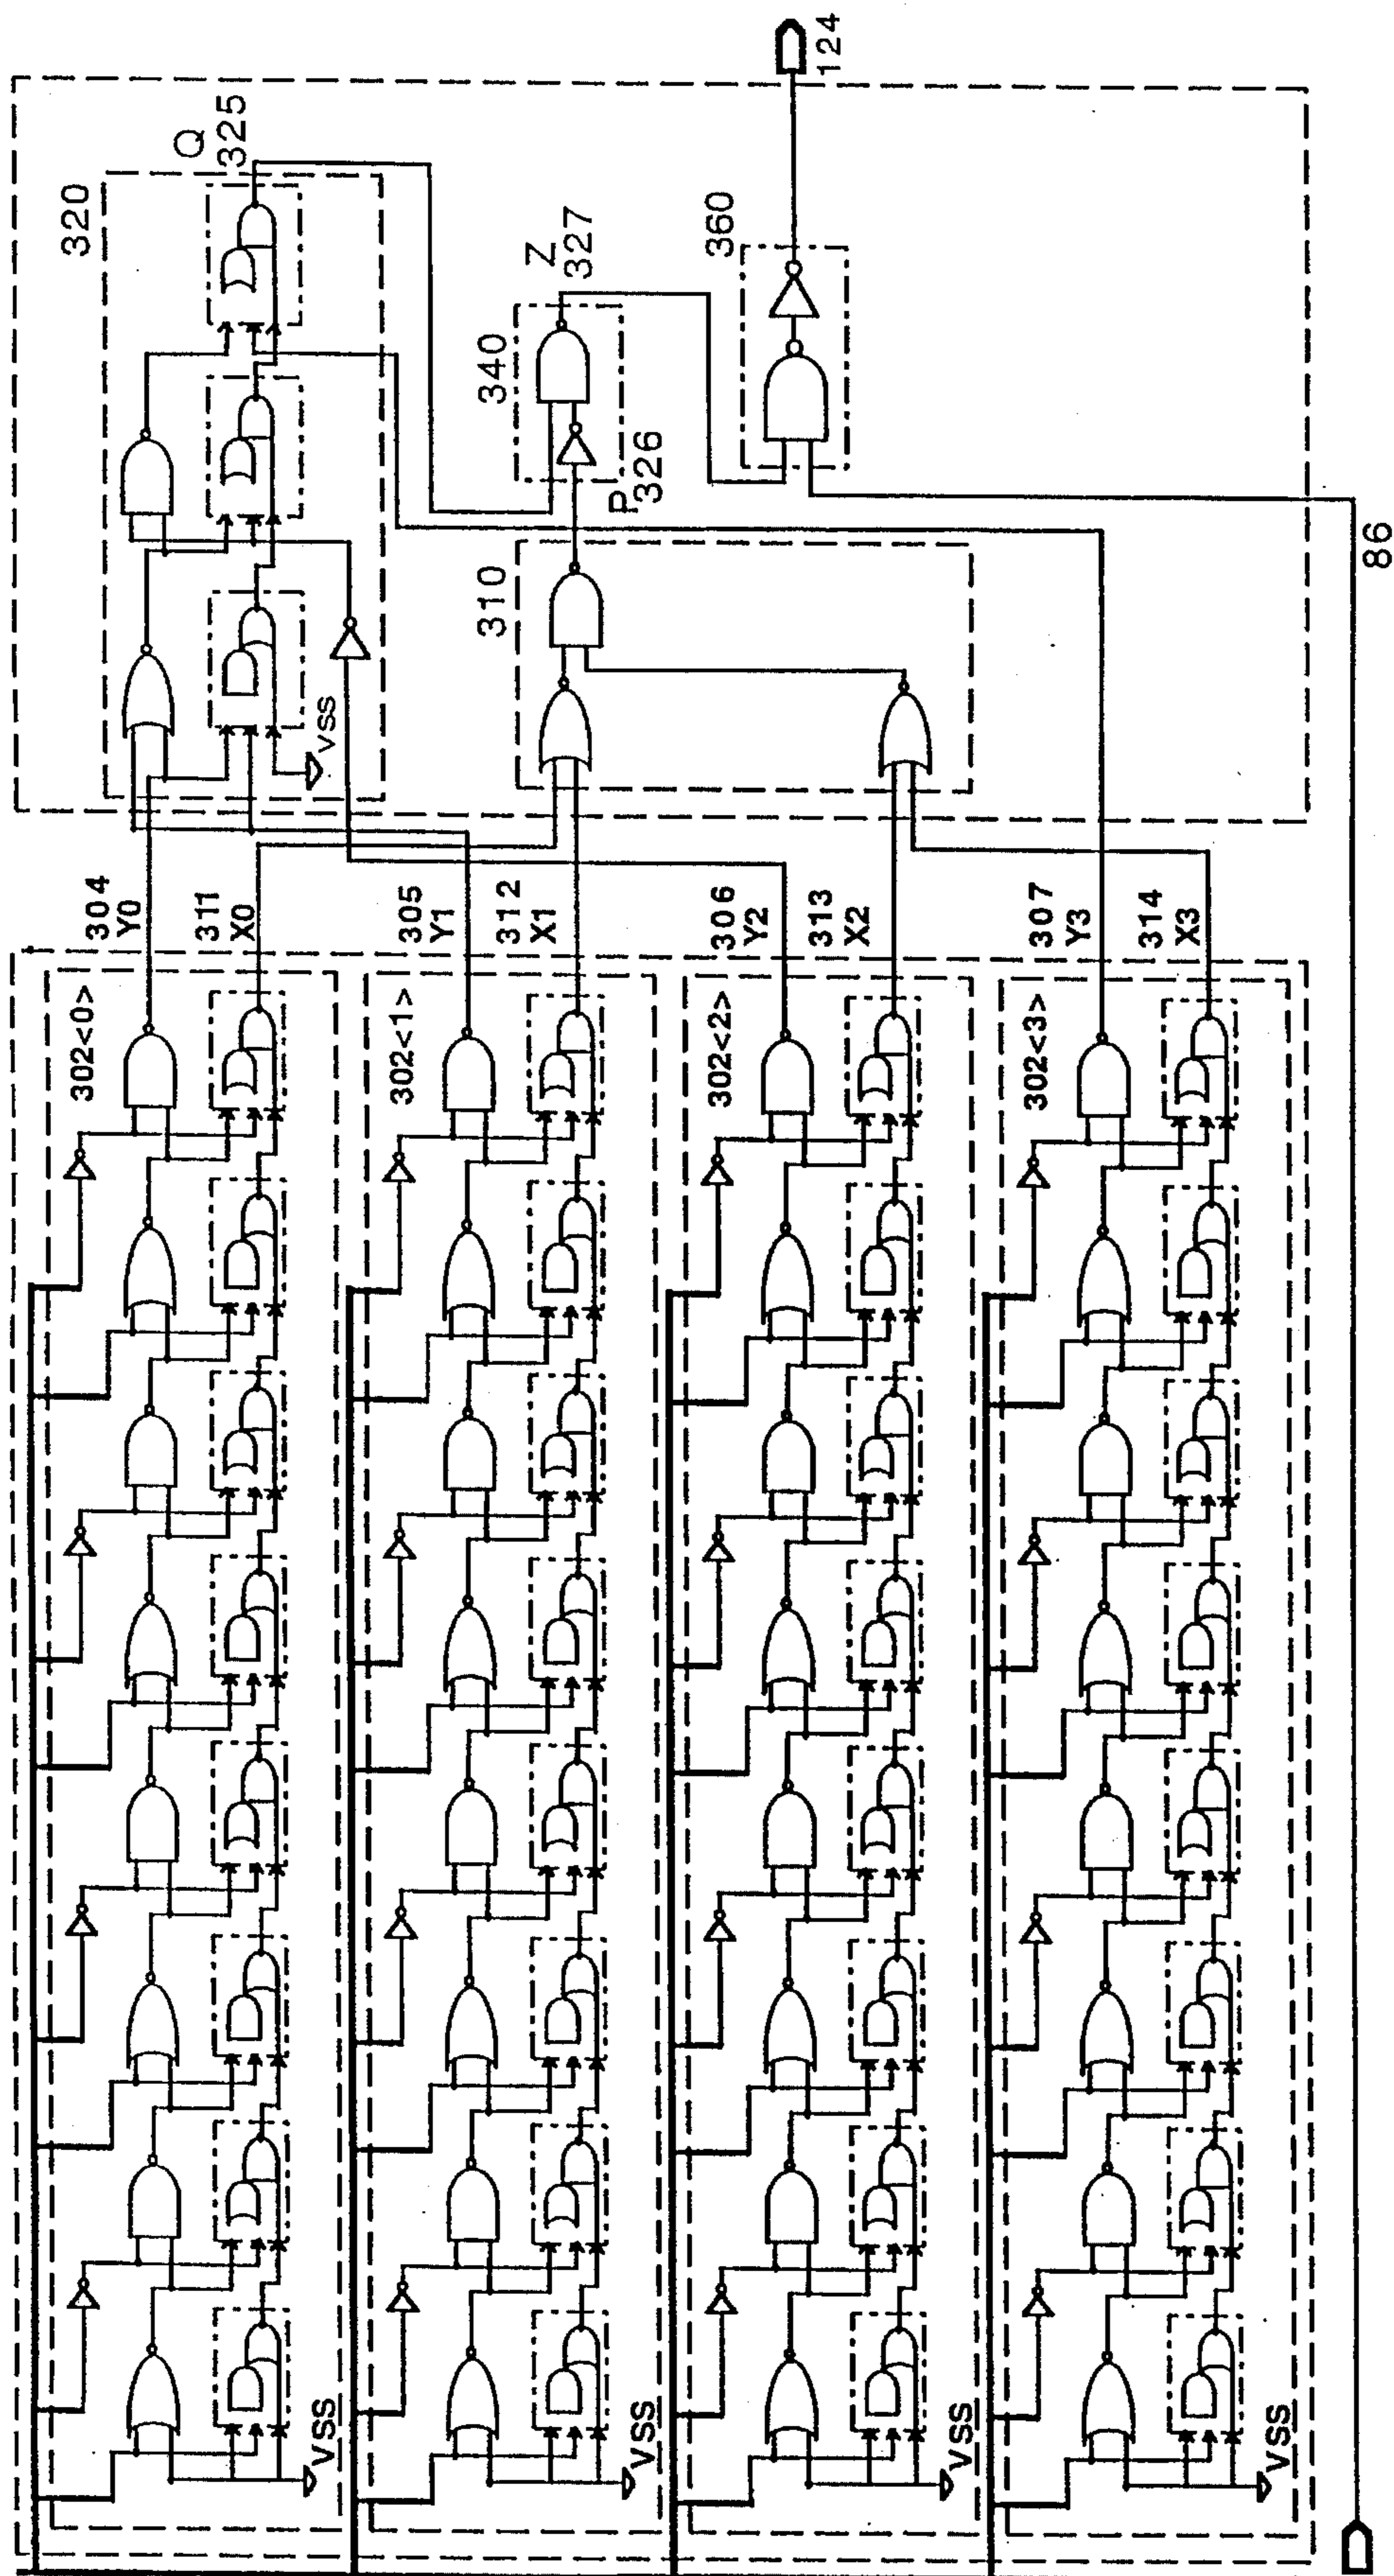 124
Q
325
320
Z
327
360
340
P
326
310
86
VSS
304
Y0
311
X0
305
Y1
312
X1
306
Y2
313
X2
307
Y3
314
X3
302<0>
302<1>
302<2>
302<3>
VSS
VSS
VSS
VSS